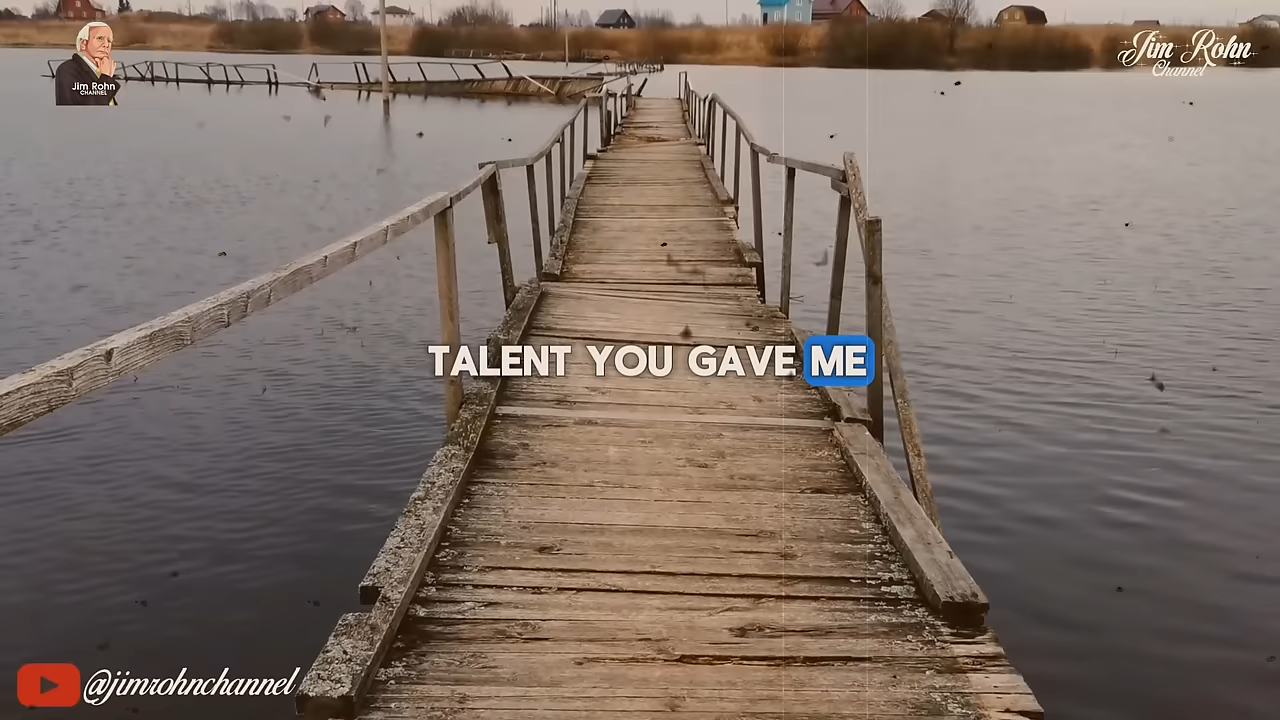 Jim Rohn
CHANNEL
Jim Rohn
Channel
TALENT YOU GAVE ME
@jimrohnchannel